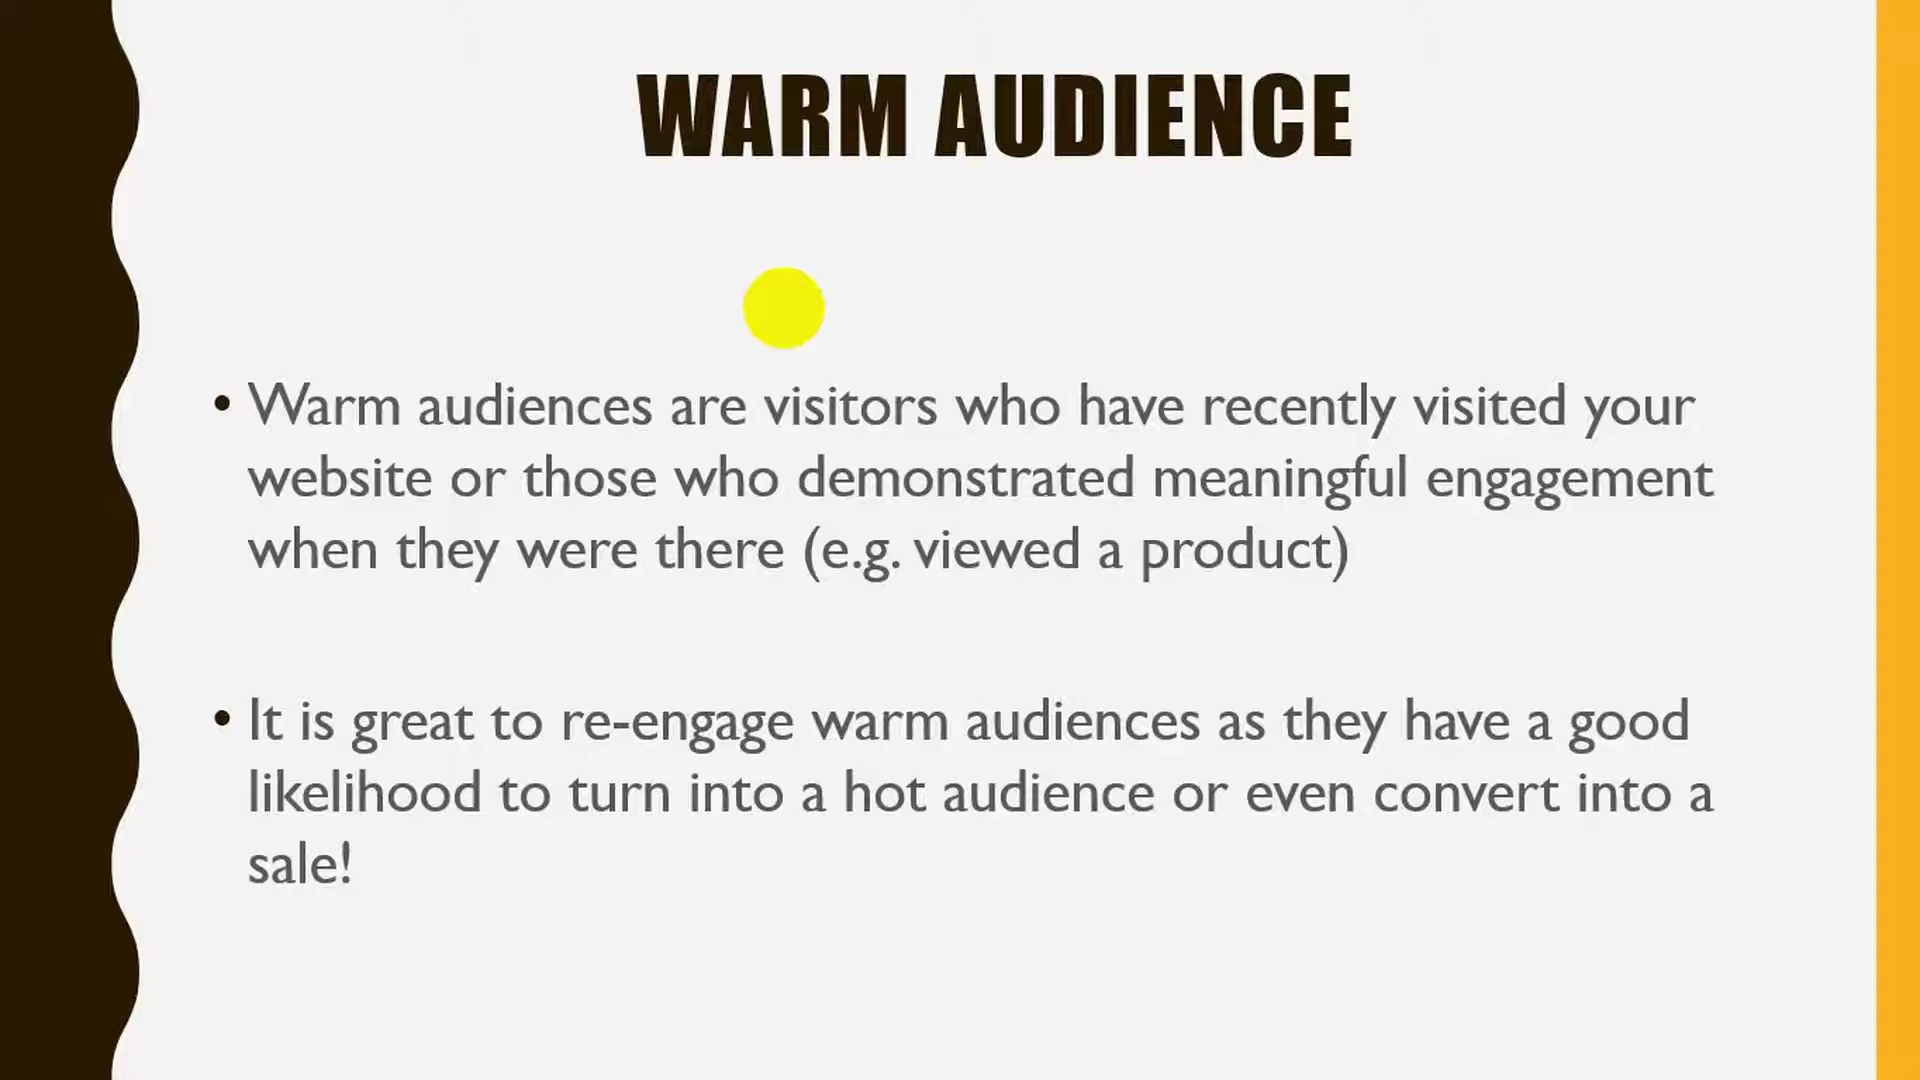 WARM AUDIENCE
• Warm audiences are visitors who have recently visited your
website or those who demonstrated meaningful engagement
when they were there (e.g. viewed a product)
• It is great to re-engage warm audiences as they have a good
likelihood to turn into a hot audience or even convert into a
sale!